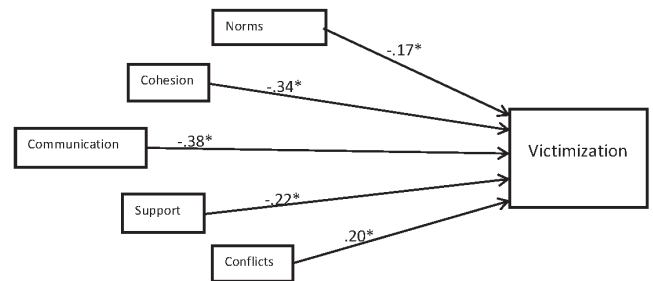 Norms
-.17*
Cohesion
-.34*
Communication
-.38*
Victimization
Support
-.22*
Conflicts
.20*